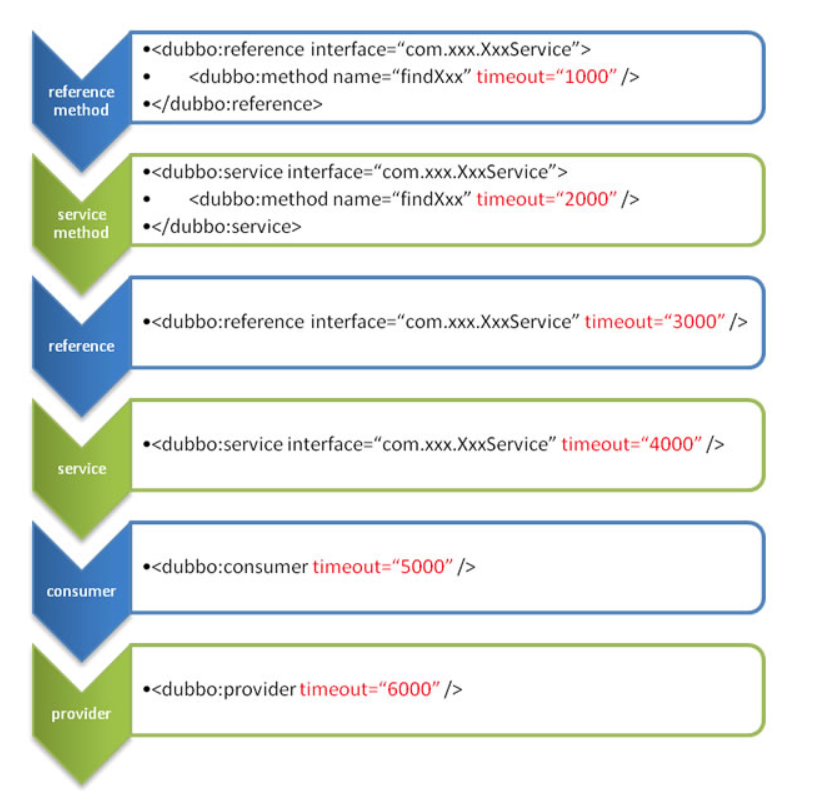 reference
method
•<dubbo:reference interface=“com.xxx.XxxService”>
• <dubbo:method name=“findXxx” timeout=“1000” />
•</dubbo:reference>
service
method
•<dubbo:service interface=“com.xxx.XxxService”>
• <dubbo:method name=“findXxx” timeout=“2000” />
•</dubbo:service>
reference
•<dubbo:reference interface=“com.xxx.XxxService” timeout=“3000” />
service
•<dubbo:service interface=“com.xxx.XxxService” timeout=“4000” />
consumer
•<dubbo:consumer timeout=“5000” />
provider
•<dubbo:provider timeout=“6000” />